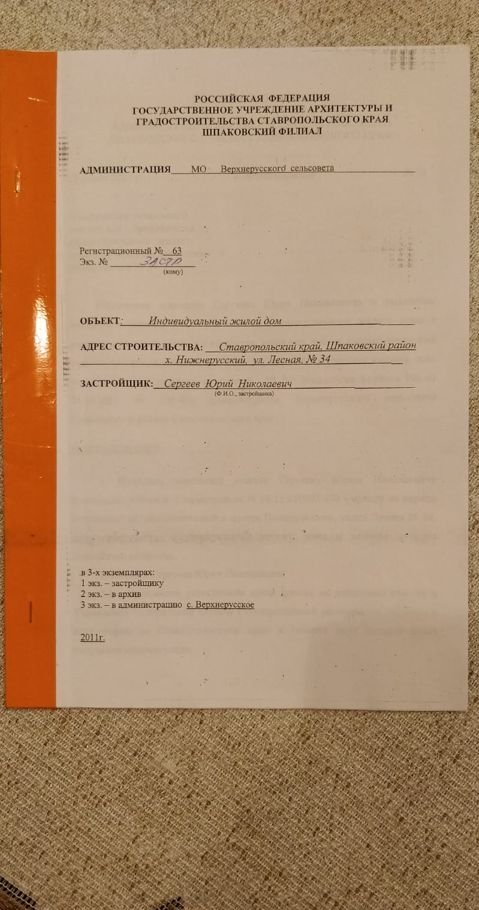 РОССИЙСКАЯ ФЕДЕРАЦИЯ
ГОСУДАРСТВЕННОЕ УЧРЕЖДЕНИЕ АРХИТЕКТУРЫ И
ГРАДОСТРОИТЕЛЬСТВА СТАВРОПОЛЬСКОГО КРАЯ
ШПАКОВСКИЙ ФИЛИАЛ
АДМИНИСТРАЦИЯ МО Верхнерусского сельсовета
Регистрационный № 63
Экз. № ЗАСТР
(кому)
ОБЪЕКТ: Индивидуальный жилой дом
АДРЕС СТРОИТЕЛЬСТВА: Ставропольский край, Шпаковский район
х. Нижнерусский, ул. Лесная, № 34
ЗАСТРОЙЩИК: Сергеев Юрий Николаевич
(Ф.И.О., застройщика)
в 3-х экземплярах:
1 экз. – застройщику
2 экз. – в архив
3 экз. – в администрацию с. Верхнерусское
2011г.